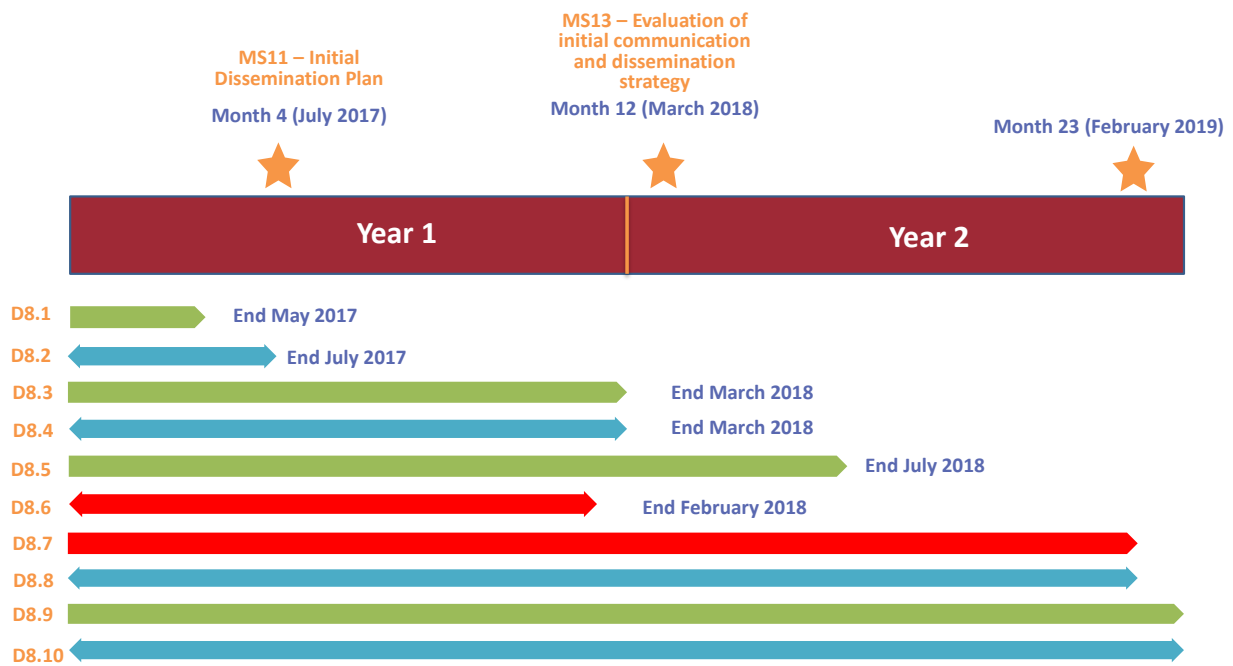 MS11 – Initial
Dissemination Plan
Month 4 (July 2017)
MS13 – Evaluation of
initial communication
and dissemination
strategy
Month 12 (March 2018)
Month 23 (February 2019)
Year 1
Year 2
D8.1
End May 2017
D8.2
End July 2017
D8.3
End March 2018
D8.4
End March 2018
D8.5
End July 2018
D8.6
End February 2018
D8.7
D8.8
D8.9
D8.10